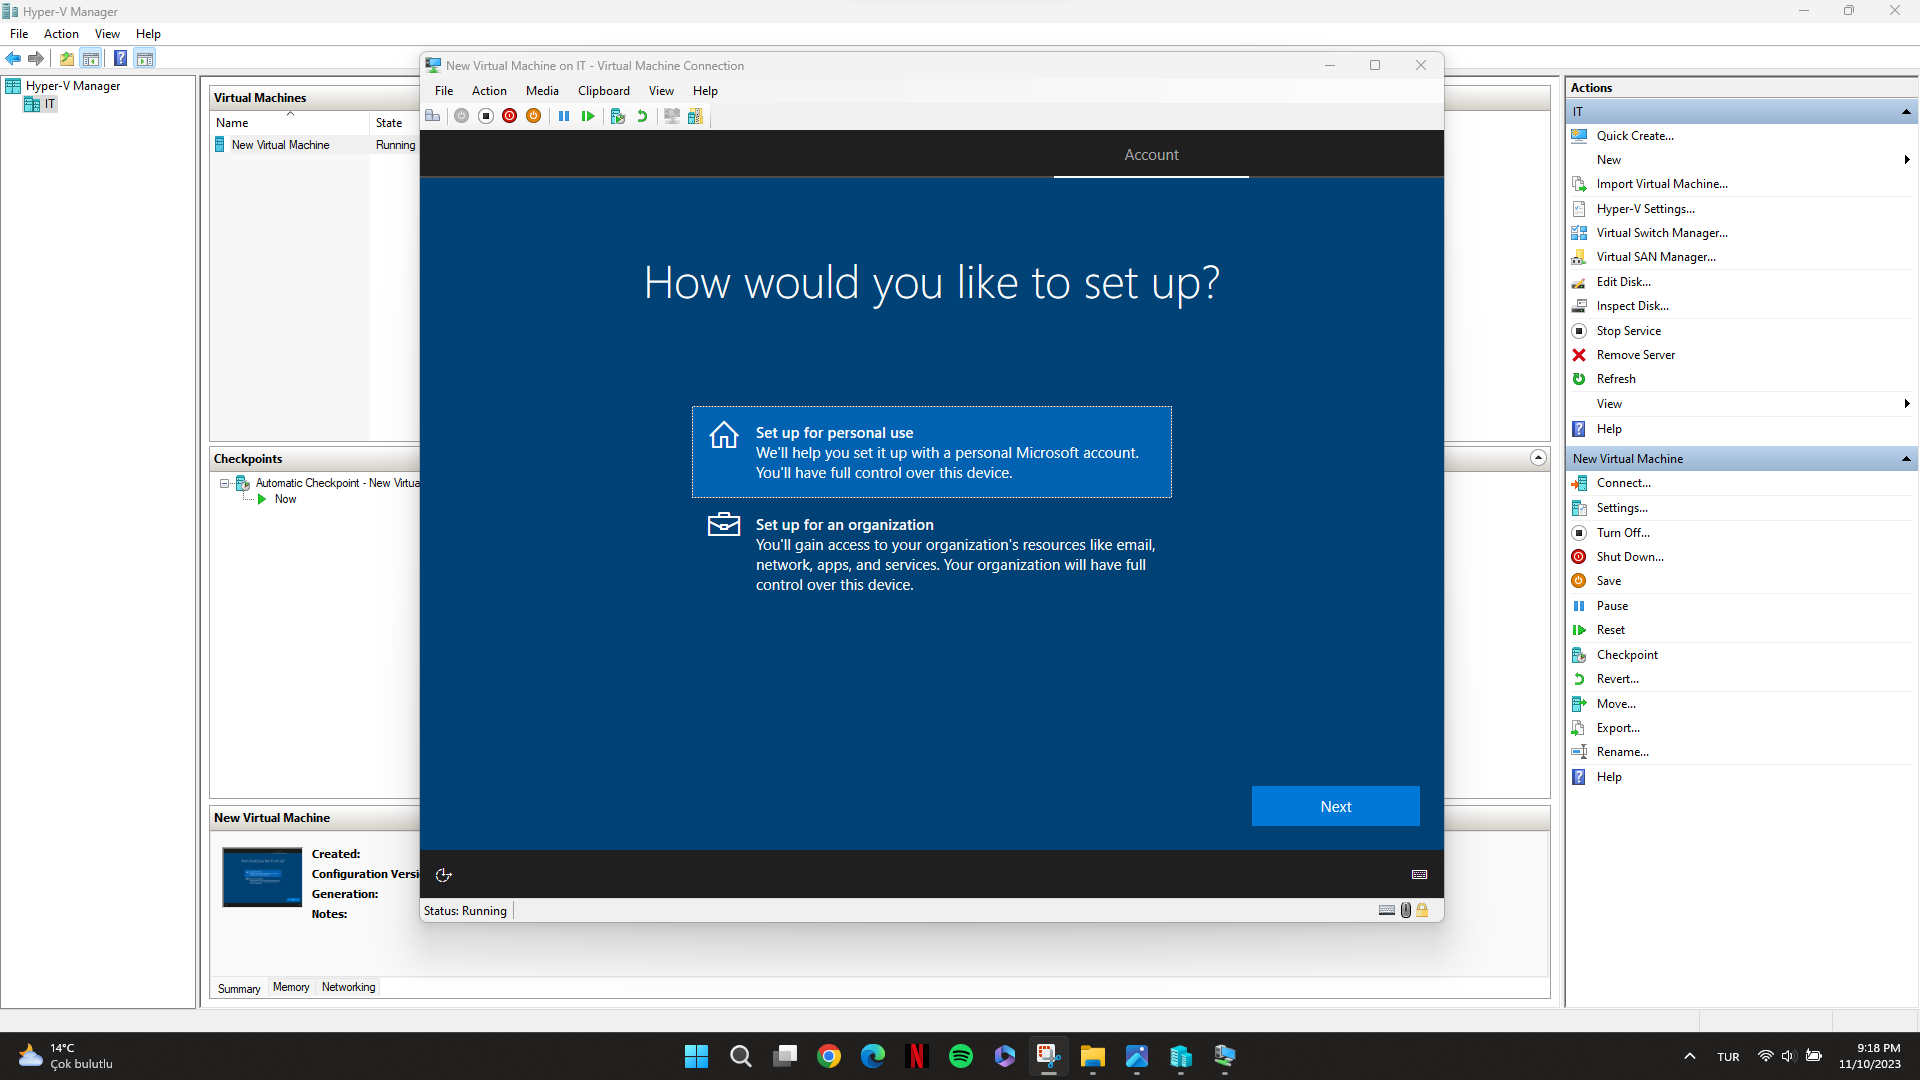 Hyper-V Manager
File Action View Help
Hyper-V Manager
IT
Virtual Machines
Name State
New Virtual Machine Running
Checkpoints
Automatic Checkpoint - New Virtua
Now
New Virtual Machine
Created:
Configuration Versi
Generation:
Notes:
Summary Memory Networking
New Virtual Machine on IT - Virtual Machine Connection
File Action Media Clipboard View Help
Account
How would you like to set up?
Set up for personal use
We'll help you set it up with a personal Microsoft account.
You'll have full control over this device.
Set up for an organization
You'll gain access to your organization's resources like email,
network, apps, and services. Your organization will have full
control over this device.
Next
Status: Running
Actions
IT
Quick Create...
New
Import Virtual Machine...
Hyper-V Settings...
Virtual Switch Manager...
Virtual SAN Manager...
Edit Disk...
Inspect Disk...
Stop Service
Remove Server
Refresh
View
Help
New Virtual Machine
Connect...
Settings...
Turn Off...
Shut Down...
Save
Pause
Reset
Checkpoint
Revert...
Move...
Export...
Rename...
Help
14°C
Çok bulutlu
TUR
9:18 PM
11/10/2023